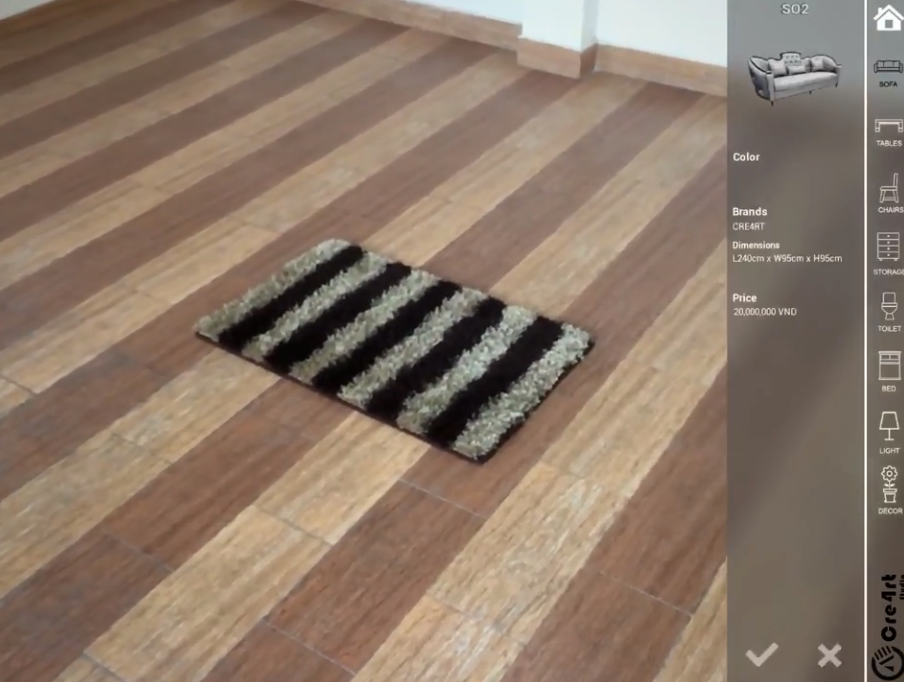 SO2
Color
Brands
CRE4RT
Dimensions
L240cm x W95cm x H95cm
Price
20,000,000 VND
SOFA
TABLES
CHAIRS
STORAGE
TOILET
BED
LIGHT
DECOR
Cre4rt